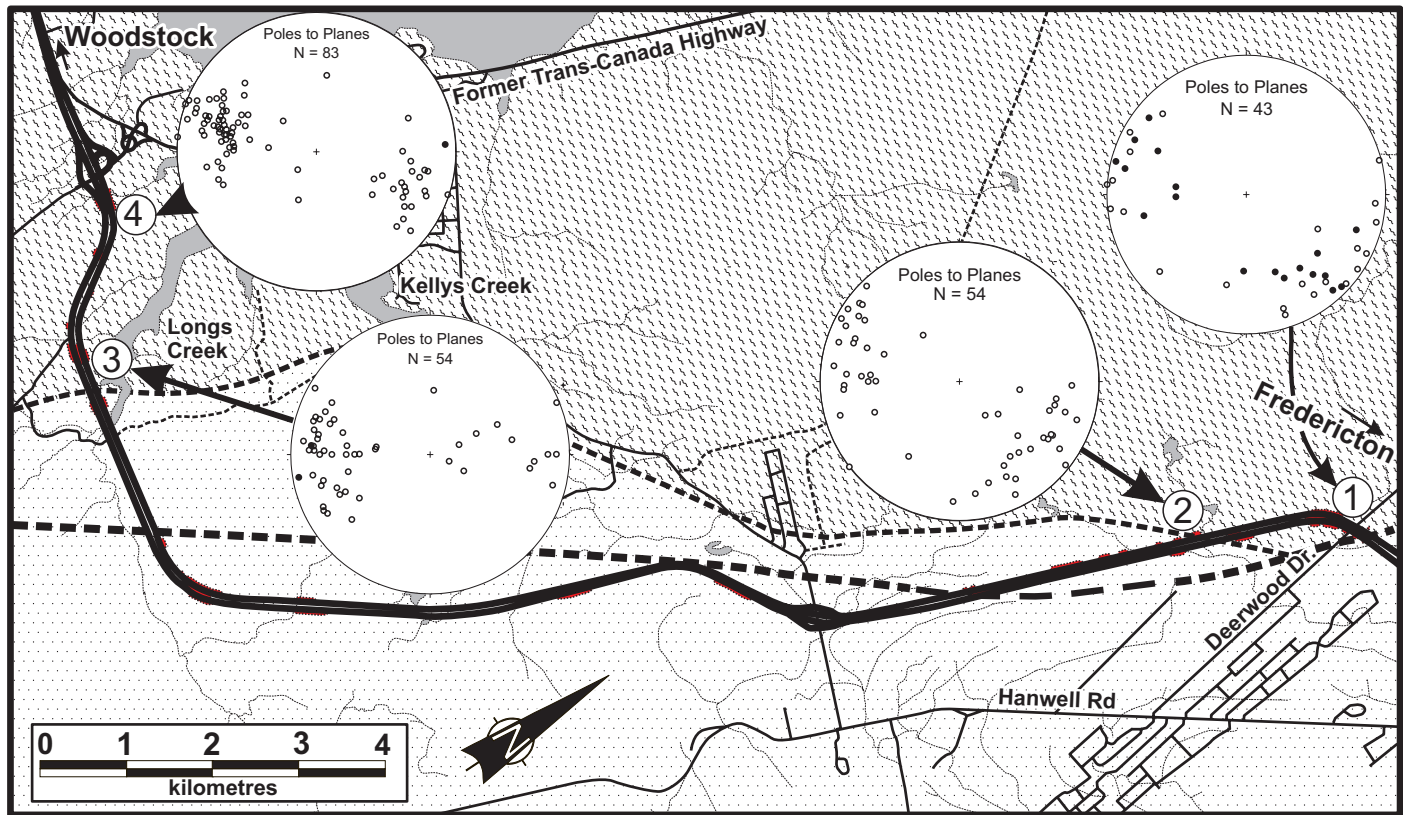 Woodstock
Poles to Planes
N = 83
Former Trans-Canada Highway
Poles to Planes
N = 43
4
Kellys Creek
Poles to Planes
N = 54
Longs
Creek
3
Poles to Planes
N = 54
Fredericton
2
1
Deerwood Dr.
Hanwell Rd
N
0 1 2 3 4
kilometres